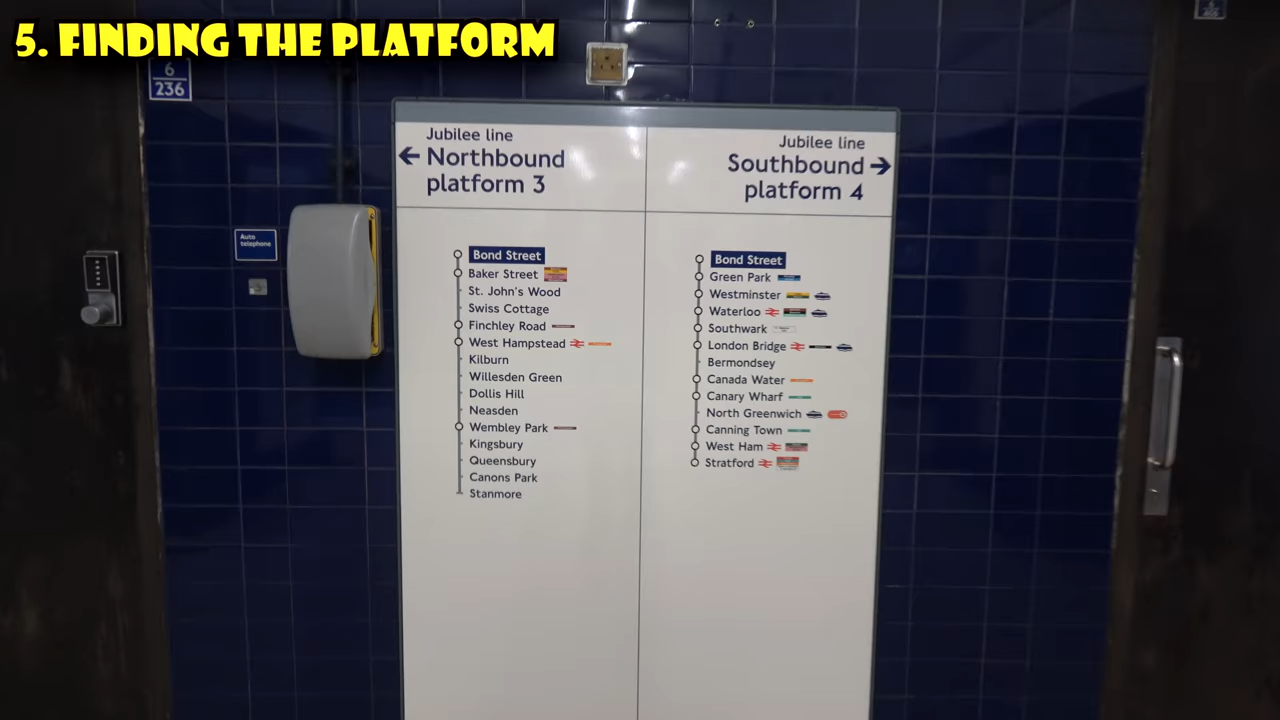 5. FINDING THE PLATFORM
6
236
Auto
telephone
Jubilee line
← Northbound
platform 3
Bond Street
Baker Street
St. John's Wood
Swiss Cottage
Finchley Road
West Hampstead
Kilburn
Willesden Green
Dollis Hill
Neasden
Wembley Park
Kingsbury
Queensbury
Canons Park
Stanmore
Jubilee line
Southbound →
platform 4
Bond Street
Green Park
Westminster
Waterloo
Southwark
London Bridge
Bermondsey
Canada Water
Canary Wharf
North Greenwich
Canning Town
West Ham
Stratford